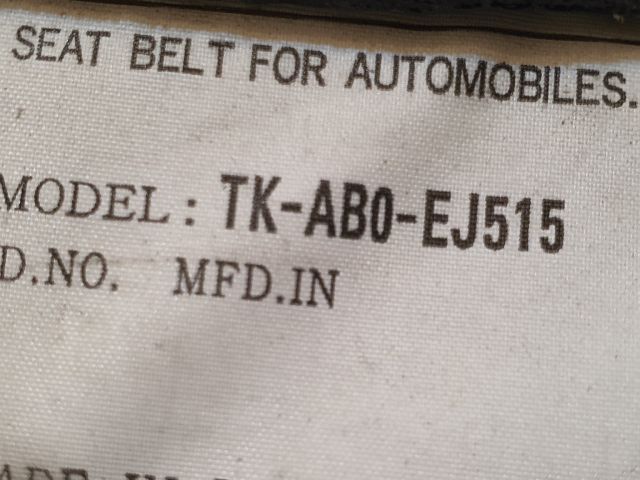 SEAT BELT FOR AUTOMOBILES.
MODEL: TK-AB0-EJ515
D.NO. MFD.IN